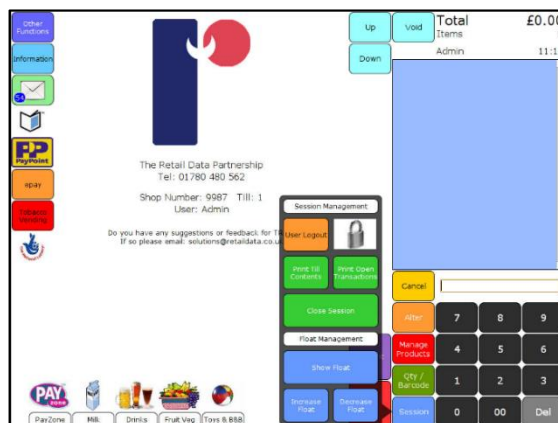 Other Functions
Information
54
PayPoint
epay
Tobacco Vending
The Retail Data Partnership
Tel: 01780 480 562
Shop Number: 9987 Till: 1
User: Admin
Do you have any suggestions or feedback for
If so please email: solutions@retaildata.co.u
Up
Down
Void
Total £0.00
Items
Admin 11:1
Session Management
User Logout
Print Till Contents
Print Open Transactions
Close Session
Float Management
Show Float
Increase Float
Decrease Float
Cancel
Alter
7 8 9
Manage Products
4 5 6
Qty / Barcode
1 2 3
Session
0 00 Del
PAY
ZONE
PayZone
Milk
Drinks
Fruit Veg
Toys & BBB